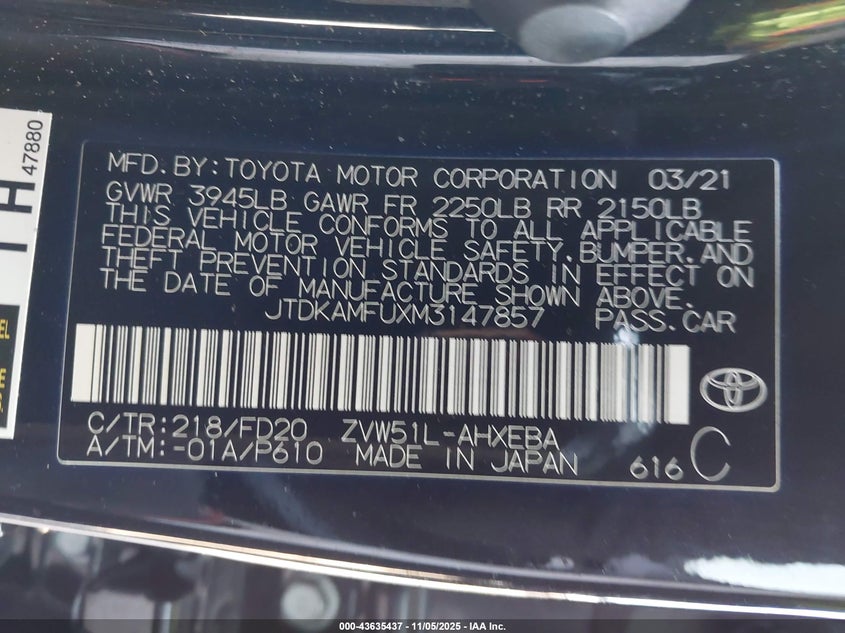 TH
47880
MFD.BY:TOYOTA MOTOR CORPORATION 03/21
GVWR 3945LB GAWR FR 2250LB RR 2150LB
THIS VEHICLE CONFORMS TO ALL APPLICABLE
FEDERAL MOTOR VEHICLE SAFETY,BUMPER,AND
THEFT PREVENTION STANDARDS IN EFFECT ON
THE DATE OF MANUFACTURE SHOWN ABOVE.
JTDKAMFUXM3147857 PASS.CAR
C/TR:218/FD20 ZVW51L-AHXEBA
A/TM:-01A/P610 MADE IN JAPAN 616 C
000-43635437 - 11/05/2025 - IAA Inc.